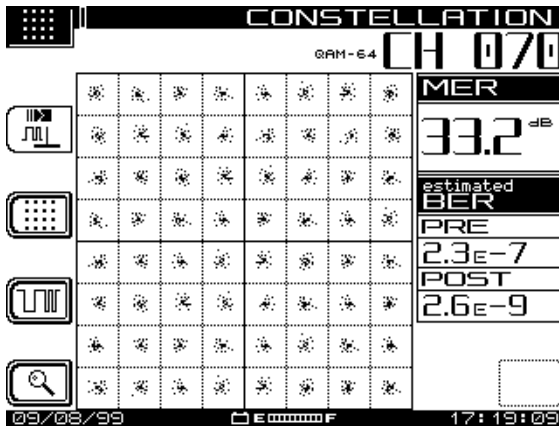 CONSTELLATION
QAM-64 CH 070
MER
33.2 dB
estimated
BER
PRE
2.3E-7
POST
2.6E-9
09/08/99 E F 17:19:09